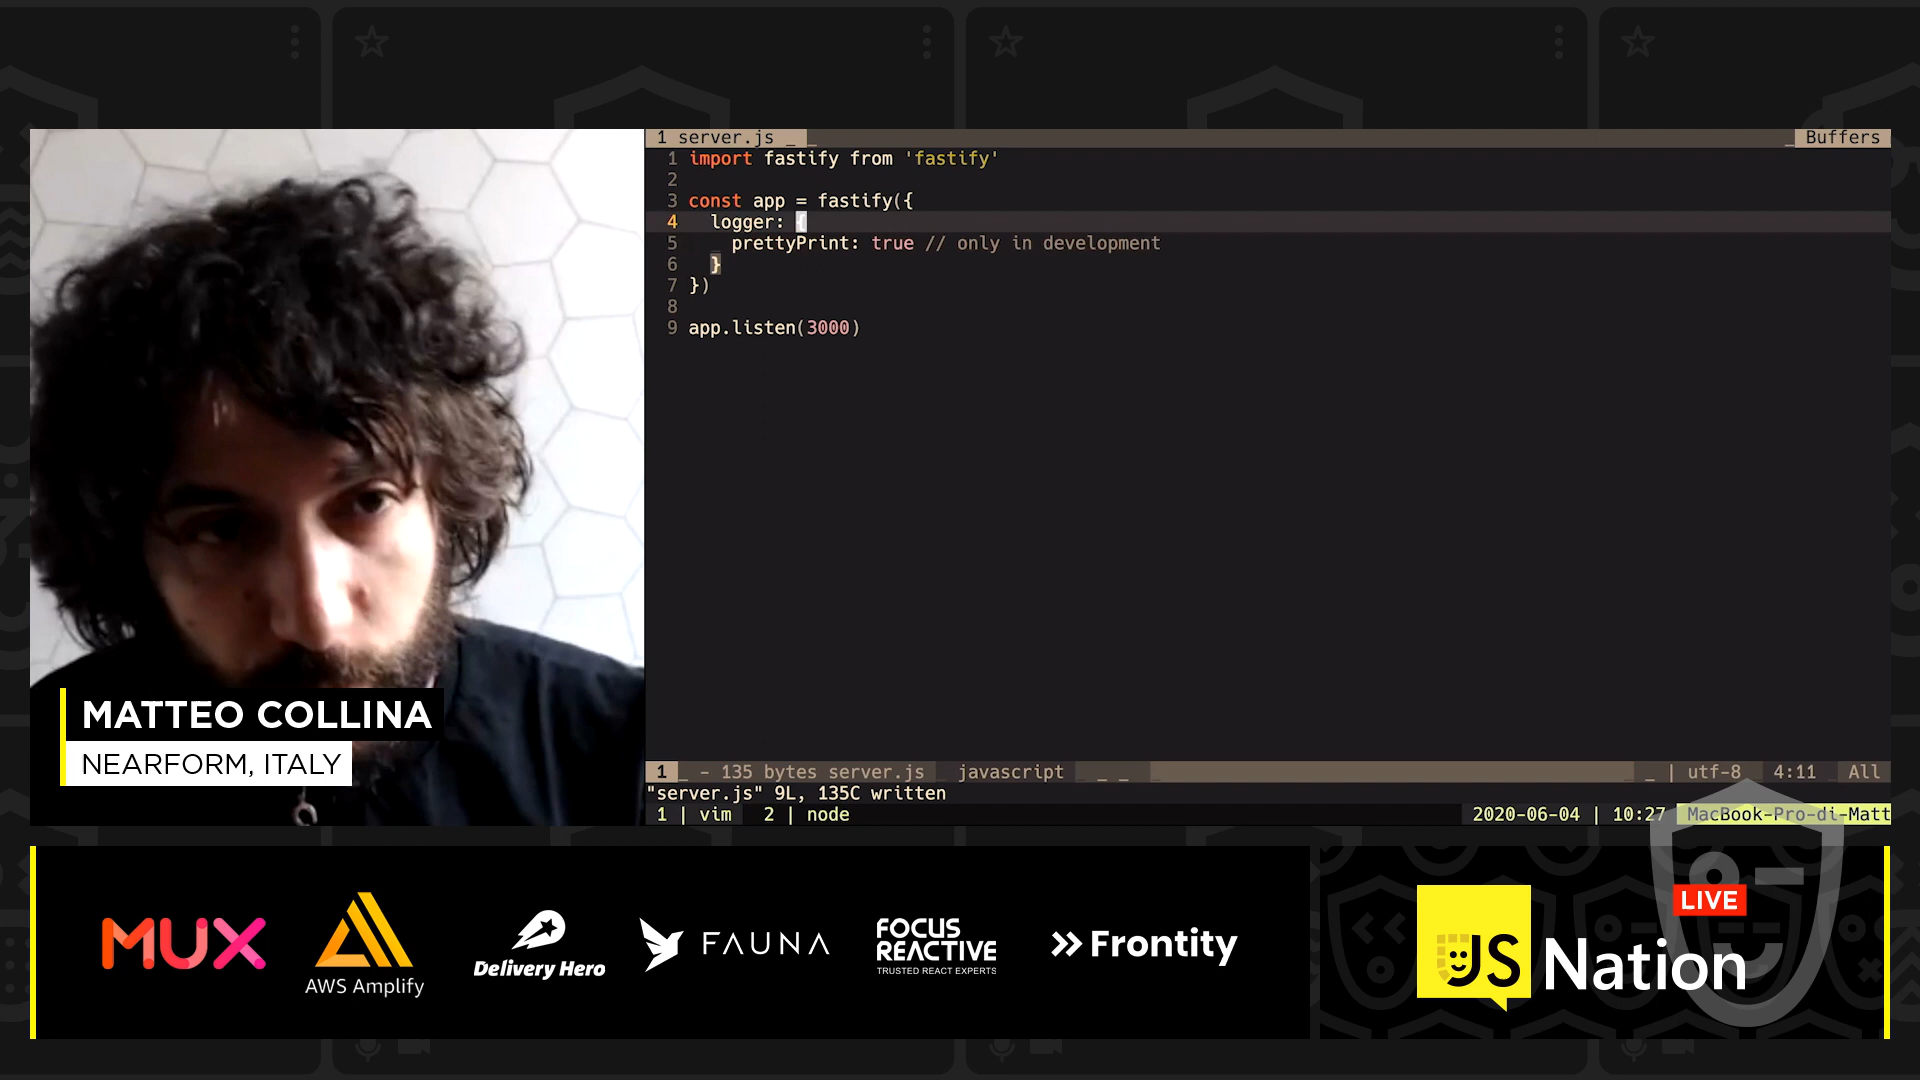 1 server.js
Buffers
1 import fastify from 'fastify'
2
3 const app = fastify({
4 logger: {
5 prettyPrint: true // only in development
6 }
7 })
8
9 app.listen(3000)
1 - 135 bytes server.js javascript | utf-8 4:11 All
"server.js" 9L, 135C written
1 | vim 2 | node 2020-06-04 | 10:27 MacBook-Pro-di-Matt
MATTEO COLLINA
NEARFORM, ITALY
MUX
AWS Amplify
Delivery Hero
FAUNA
FOCUS
REACTIVE
TRUSTED REACT EXPERTS
Frontity
LIVE
JS Nation